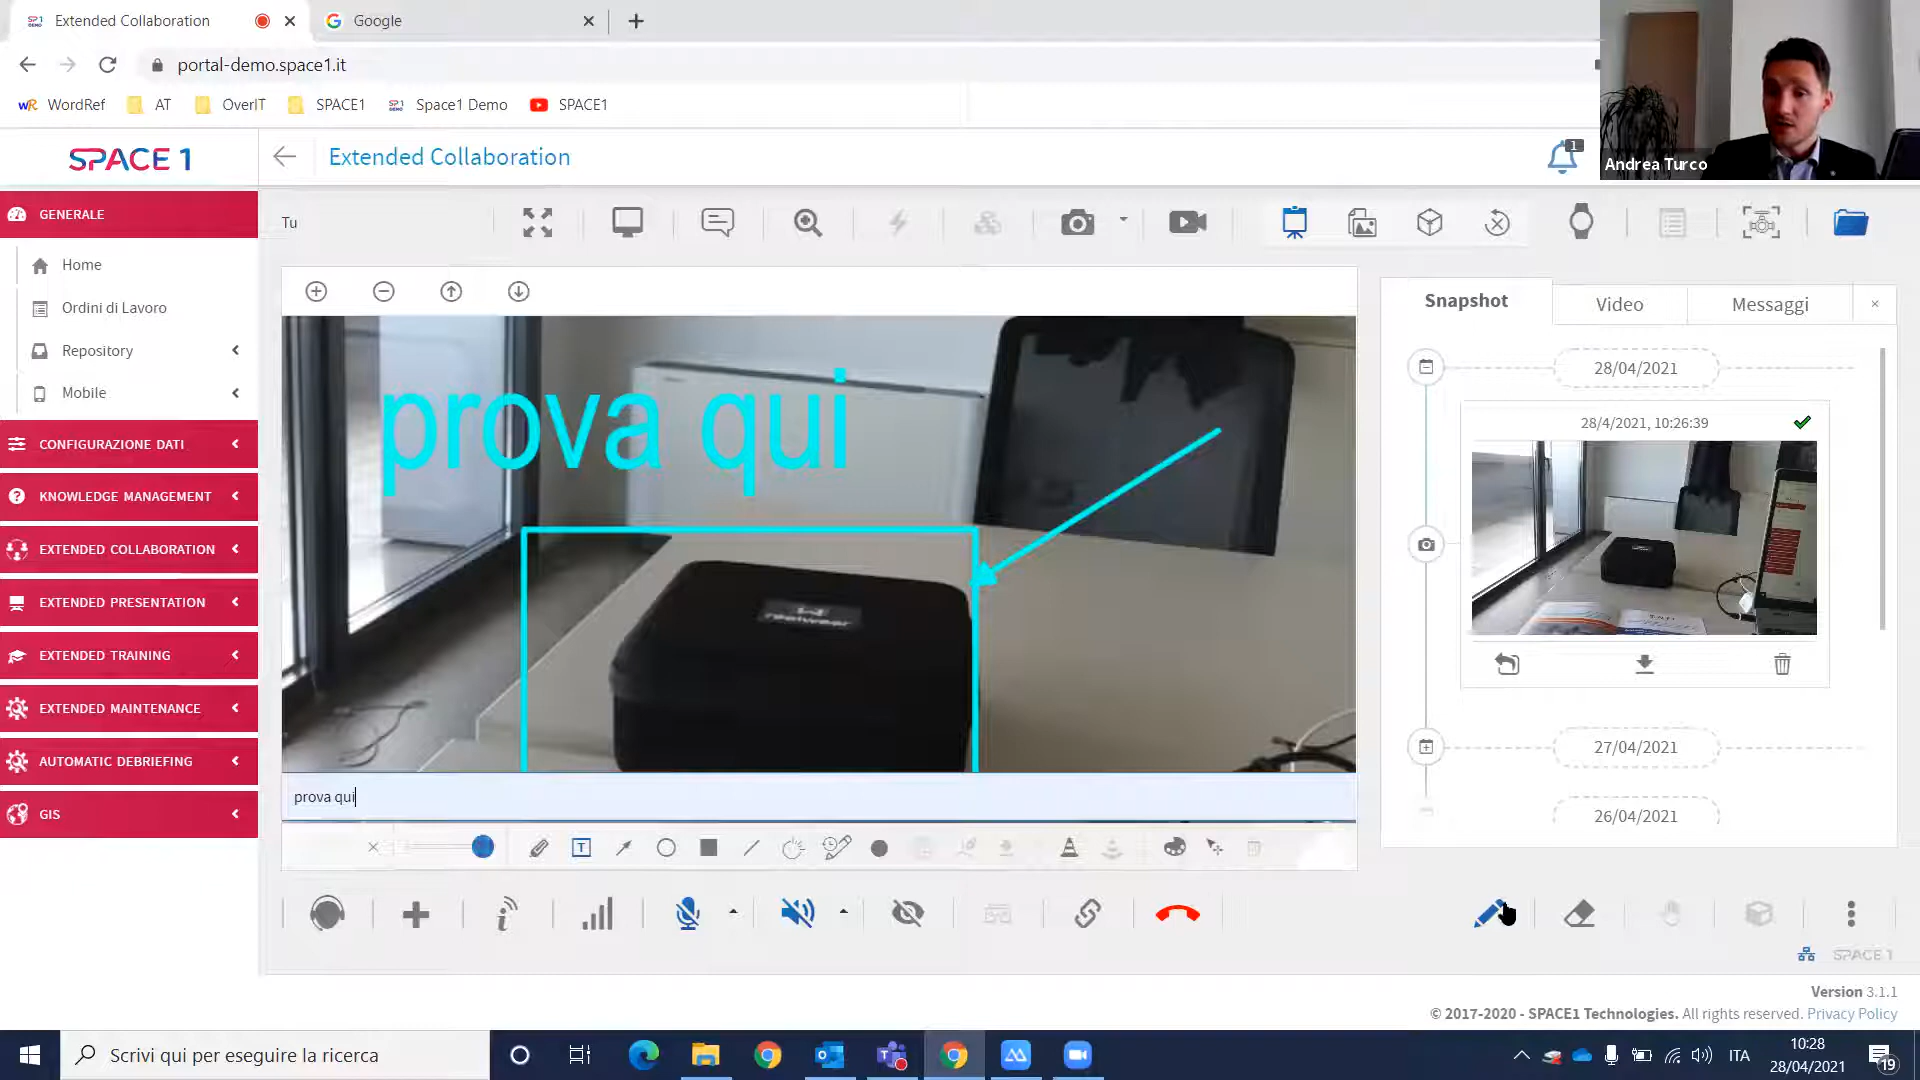 Extended Collaboration
Google
portal-demo.space1.it
WordRef
AT
OverIT
SPACE1
Space1 Demo
SPACE1
SPACE 1
Extended Collaboration
1
Andrea Turco
GENERALE
Home
Ordini di Lavoro
Repository
Mobile
CONFIGURAZIONE DATI
KNOWLEDGE MANAGEMENT
EXTENDED COLLABORATION
EXTENDED PRESENTATION
EXTENDED TRAINING
EXTENDED MAINTENANCE
AUTOMATIC DEBRIEFING
GIS
Tu
prova qui
realwear
prova qui
Snapshot
Video
Messaggi
28/04/2021
28/4/2021, 10:26:39
27/04/2021
26/04/2021
SPACE 1
Version 3.1.1
© 2017-2020 - SPACE1 Technologies. All rights reserved. Privacy Policy
Scrivi qui per eseguire la ricerca
ITA
10:28
28/04/2021
19